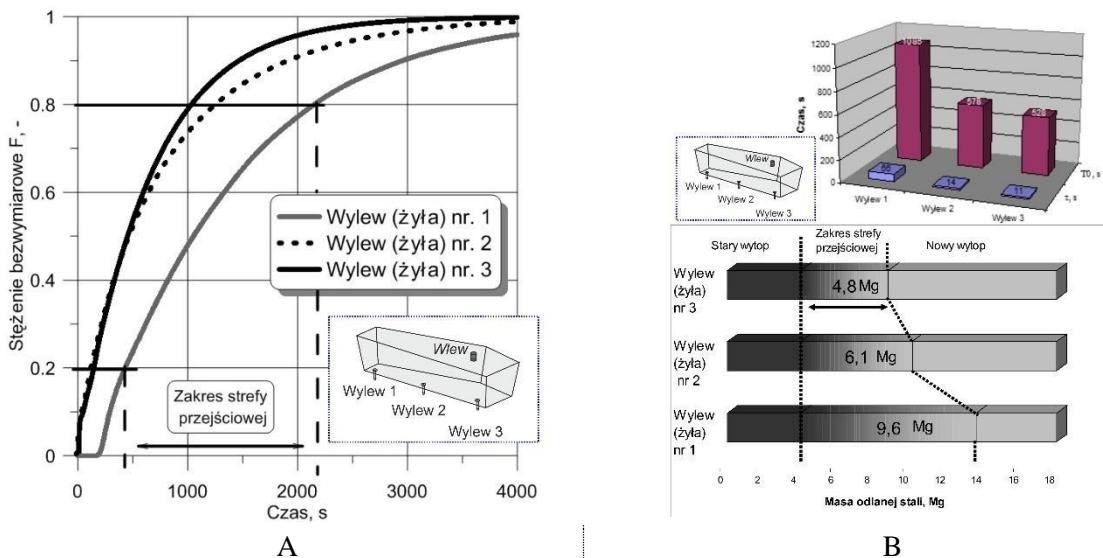 1
0.8
0.6
0.4
0.2
0
0
1000
2000
3000
4000
Stężenie bezwymiarowe F, -
Czas, s
Wylew (żyła) nr. 1
Wylew (żyła) nr. 2
Wylew (żyła) nr. 3
Zakres strefy
przejściowej
Wlew
Wylew 1
Wylew 2
Wylew 3
A
1200
1000
800
600
400
200
0
Czas, s
678
14
11
Wylew 1
Wylew 2
Wylew 3
T0, s
τ, s
Wlew
Wylew 1
Wylew 2
Wylew 3
Stary wytop
Zakres strefy
przejściowej
Nowy wytop
Wylew
(żyła)
nr 3
4,8 Mg
Wylew
(żyła)
nr 2
6,1 Mg
Wylew
(żyła)
nr 1
9,6 Mg
0 2 4 6 8 10 12 14 16 18
Masa odlanej stali, Mg
B